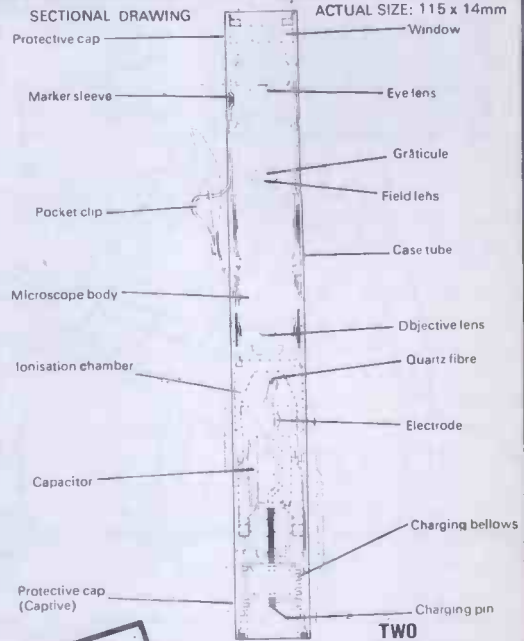 SECTIONAL DRAWING
ACTUAL SIZE: 115 x 14mm
Protective cap
Window
Marker sleeve
Eye lens
Gråticule
Field lens
Pocket clip
Case tube
Microscope body
Objective lens
Ionisation chamber
Quartz fibre
Electrode
Capacitor
Charging bellows
Protective cap
(Captive)
Charging pin
TWO